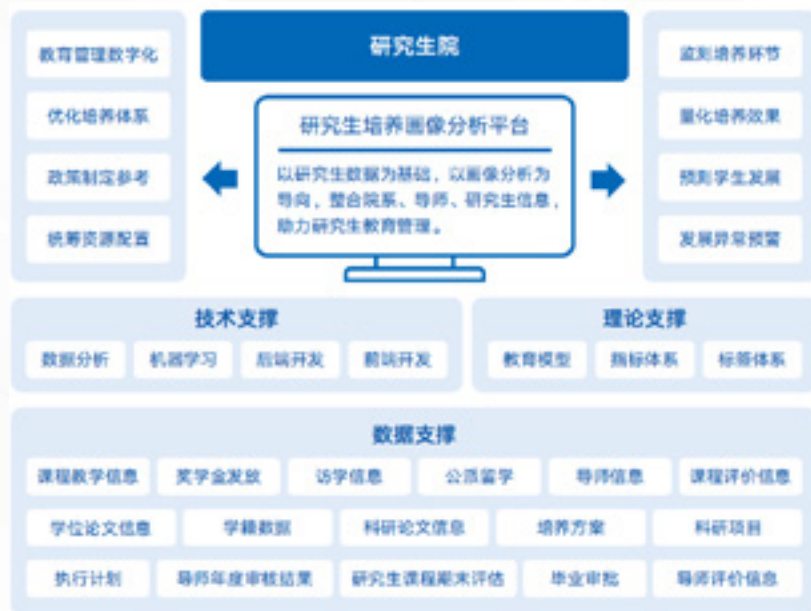 研究生院
教育管理数字化
优化培养体系
政策制定参考
统筹资源配置
研究生培养画像分析平台
以研究生数据为基础，以画像分析为
导向，整合院系、导师、研究生信息，
助力研究生教育管理。
监测培养环节
量化培养效果
预测学生发展
发展异常预警
技术支撑
数据分析 机器学习 后端开发 前端开发
理论支撑
教育模型 指标体系 标签体系
数据支撑
课程教学信息 奖学金发放 访学信息 公派留学 导师信息 课程评价信息
学位论文信息 学籍数据 科研论文信息 培养方案 科研项目
执行计划 导师年度审核结果 研究生课程期末评估 毕业审批 导师评价信息